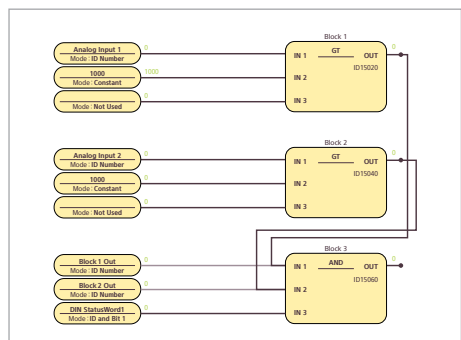 Block 1
Analog Input 1
Mode : ID Number
0
IN 1
GT
OUT
0
ID15020
1000
Mode : Constant
1000
IN 2
Mode : Not Used
0
IN 3
Block 2
Analog Input 2
Mode : ID Number
0
IN 1
GT
OUT
0
ID15040
1000
Mode : Constant
0
IN 2
Mode : Not Used
0
IN 3
Block 3
Block 1 Out
Mode : ID Number
0
IN 1
AND
OUT
0
ID15060
Block 2 Out
Mode : ID Number
0
IN 2
DIN StatusWord1
Mode : ID and Bit 1
0
IN 3